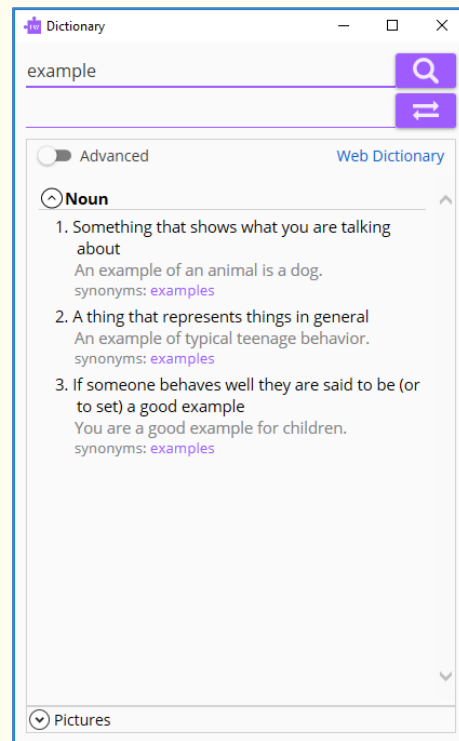 rw Dictionary
example
Advanced Web Dictionary
Noun
1. Something that shows what you are talking
about
An example of an animal is a dog.
synonyms: examples
2. A thing that represents things in general
An example of typical teenage behavior.
synonyms: examples
3. If someone behaves well they are said to be (or
to set) a good example
You are a good example for children.
synonyms: examples
Pictures